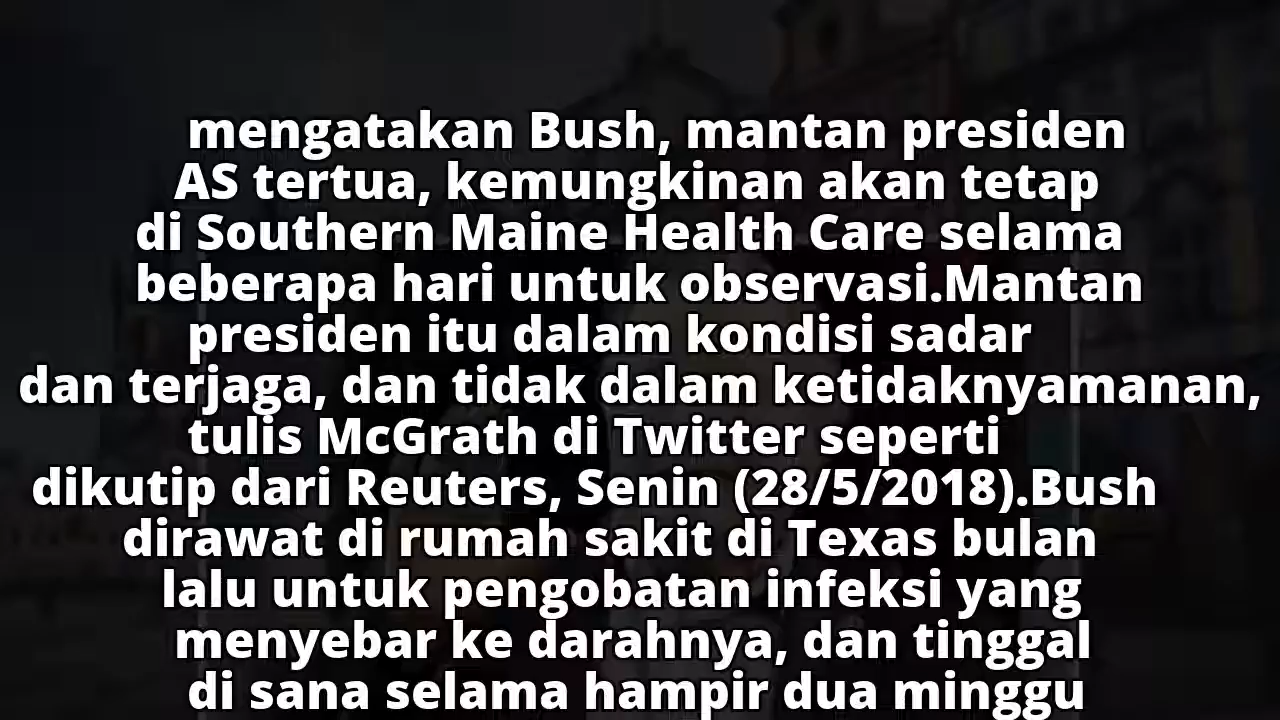 mengatakan Bush, mantan presiden
AS tertua, kemungkinan akan tetap
di Southern Maine Health Care selama
beberapa hari untuk observasi.Mantan
presiden itu dalam kondisi sadar
dan terjaga, dan tidak dalam ketidaknyamanan,
tulis McGrath di Twitter seperti
dikutip dari Reuters, Senin (28/5/2018).Bush
dirawat di rumah sakit di Texas bulan
lalu untuk pengobatan infeksi yang
menyebar ke darahnya, dan tinggal
di sana selama hampir dua minggu